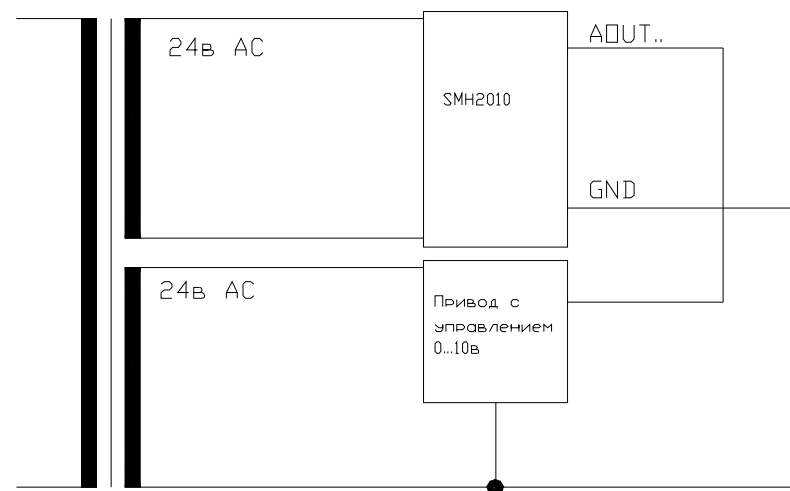 24в AC
AOUT..
SMH2010
GND
24в AC
Привод с
управлением
0...10в